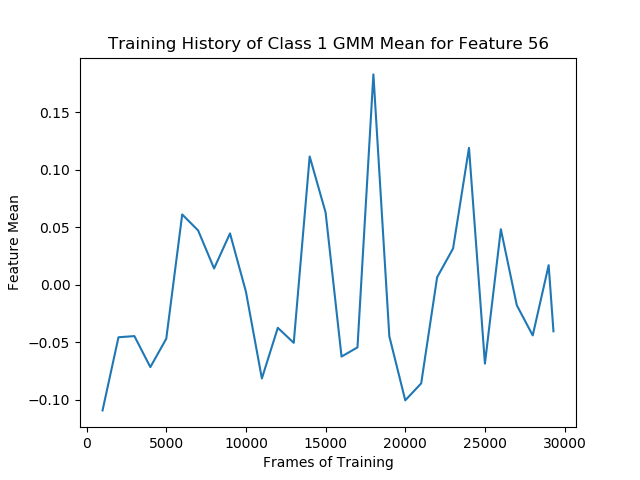 Training History of Class 1 GMM Mean for Feature 56
0.15
0.10
0.05
0.00
−0.05
−0.10
Feature Mean
0 5000 10000 15000 20000 25000 30000
Frames of Training